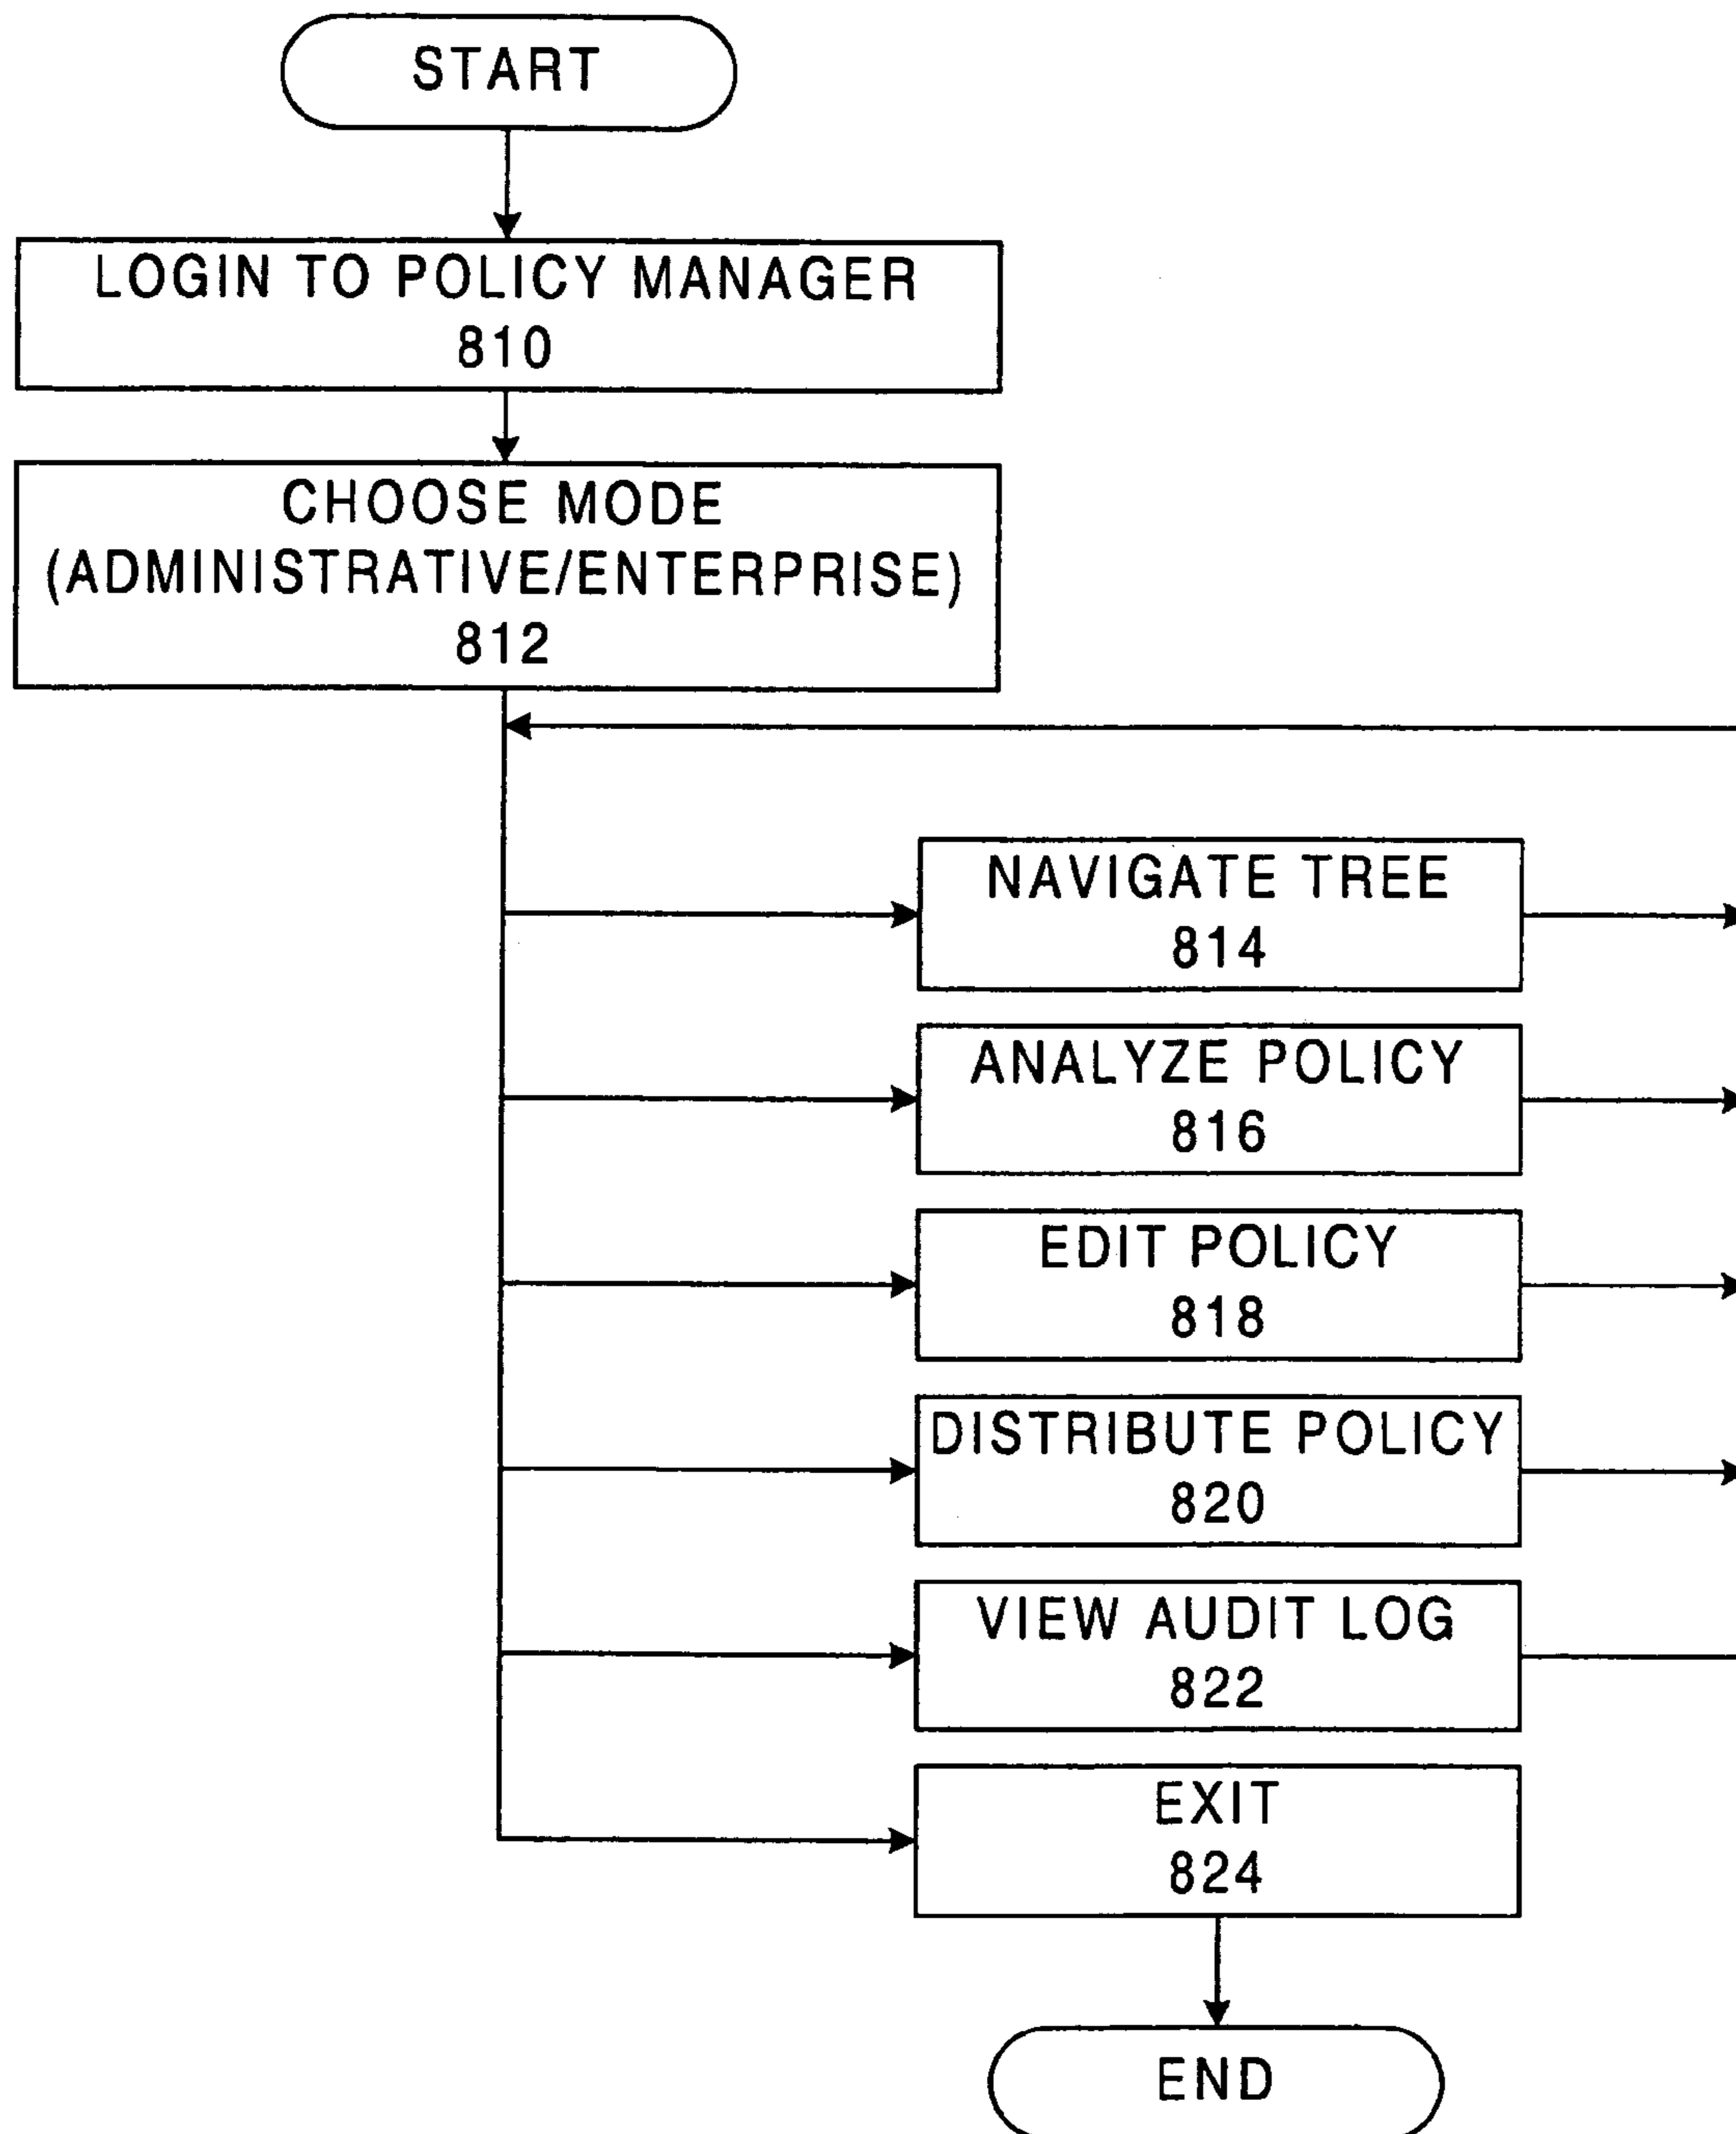 START
LOGIN TO POLICY MANAGER
810
CHOOSE MODE
(ADMINISTRATIVE/ENTERPRISE)
812
NAVIGATE TREE
814
ANALYZE POLICY
816
EDIT POLICY
818
DISTRIBUTE POLICY
820
VIEW AUDIT LOG
822
EXIT
824
END